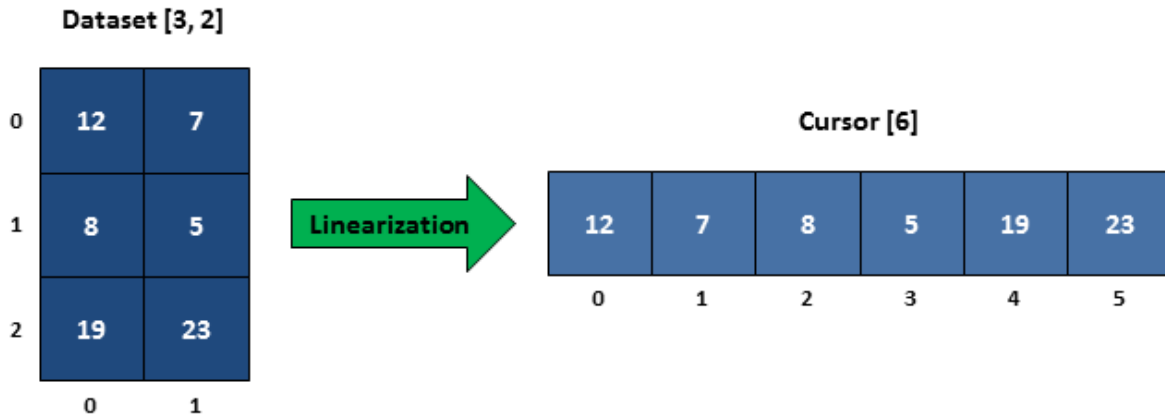 Dataset [3, 2]
0 12 7
1 8 5
2 19 23
0 1
Linearization
Cursor [6]
12 7 8 5 19 23
0 1 2 3 4 5